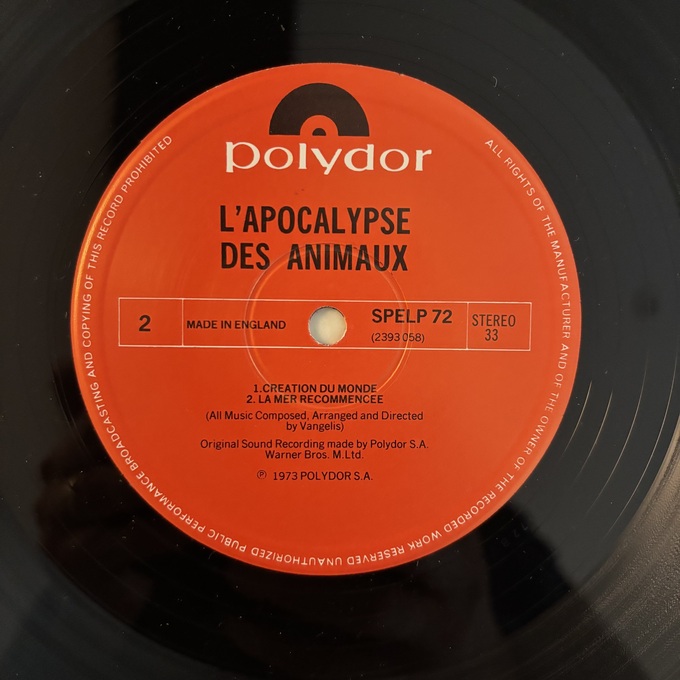 polydor
L'APOCALYPSE
DES ANIMAUX
2
MADE IN ENGLAND
SPELP 72
(2393 058)
STEREO
33
1.CREATION DU MONDE
2. LA MER RECOMMENCEE
(All Music Composed, Arranged and Directed
by Vangelis)
Original Sound Recording made by Polydor S.A.
Warner Bros. M.Ltd.
℗ 1973 POLYDOR S.A.
ALL RIGHTS OF THE MANUFACTURER AND OF THE OWNER OF THE RECORDED WORK RESERVED UNAUTHORIZED PUBLIC PERFORMANCE BROADCASTING AND COPYING OF THIS RECORD PROHIBITED